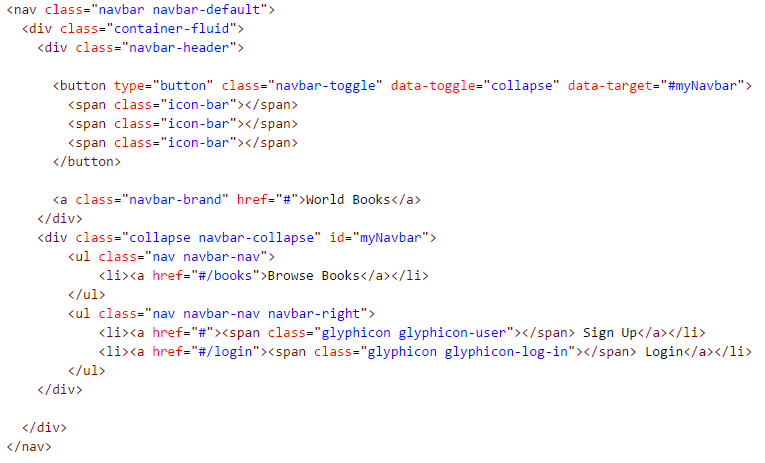 <nav class="navbar navbar-default">
  <div class="container-fluid">
    <div class="navbar-header">

      <button type="button" class="navbar-toggle" data-toggle="collapse" data-target="#myNavbar">
        <span class="icon-bar"></span>
        <span class="icon-bar"></span>
        <span class="icon-bar"></span>
      </button>

      <a class="navbar-brand" href="#">World Books</a>
    </div>
    <div class="collapse navbar-collapse" id="myNavbar">
        <ul class="nav navbar-nav">
            <li><a href="#/books">Browse Books</a></li>
        </ul>
        <ul class="nav navbar-nav navbar-right">
            <li><a href="#"><span class="glyphicon glyphicon-user"></span> Sign Up</a></li>
            <li><a href="#/login"><span class="glyphicon glyphicon-log-in"></span> Login</a></li>
        </ul>
    </div>

  </div>
</nav>